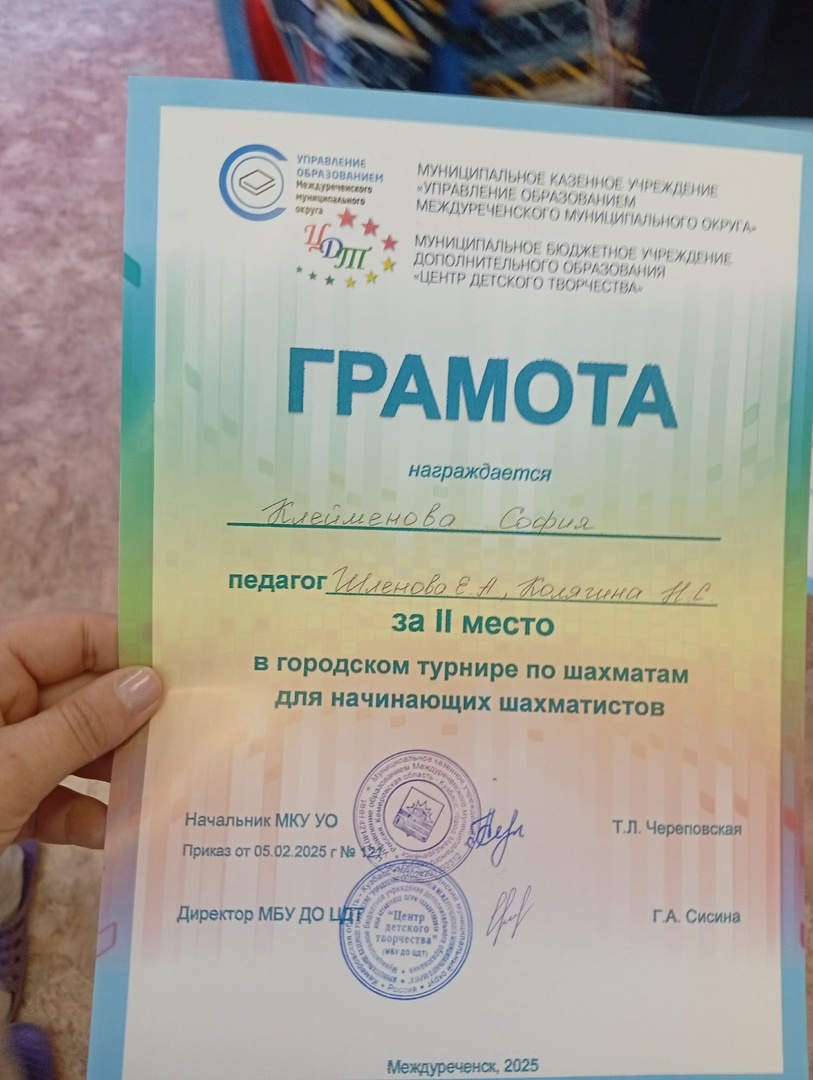 УПРАВЛЕНИЕ
ОБРАЗОВАНИЕМ
Междуреченского
муниципального
округа
ЦДТ
МУНИЦИПАЛЬНОЕ КАЗЕННОЕ УЧРЕЖДЕНИЕ
«УПРАВЛЕНИЕ ОБРАЗОВАНИЕМ
МЕЖДУРЕЧЕНСКОГО МУНИЦИПАЛЬНОГО ОКРУГА»
МУНИЦИПАЛЬНОЕ БЮДЖЕТНОЕ УЧРЕЖДЕНИЕ
ДОПОЛНИТЕЛЬНОГО ОБРАЗОВАНИЯ
«ЦЕНТР ДЕТСКОГО ТВОРЧЕСТВА»
ГРАМОТА
награждается
Клейменова София
педагог Шленова Е.А., Колягина Н.С.
за II место
в городском турнире по шахматам
для начинающих шахматистов
Начальник МКУ УО
Т.Л. Череповская
Приказ от 05.02.2025 г №
Директор МБУ ДО ЦДТ
Г.А. Сисина
"Центр
детского
творчества"
(МБУ ДО ЦДТ)
Междуреченск, 2025